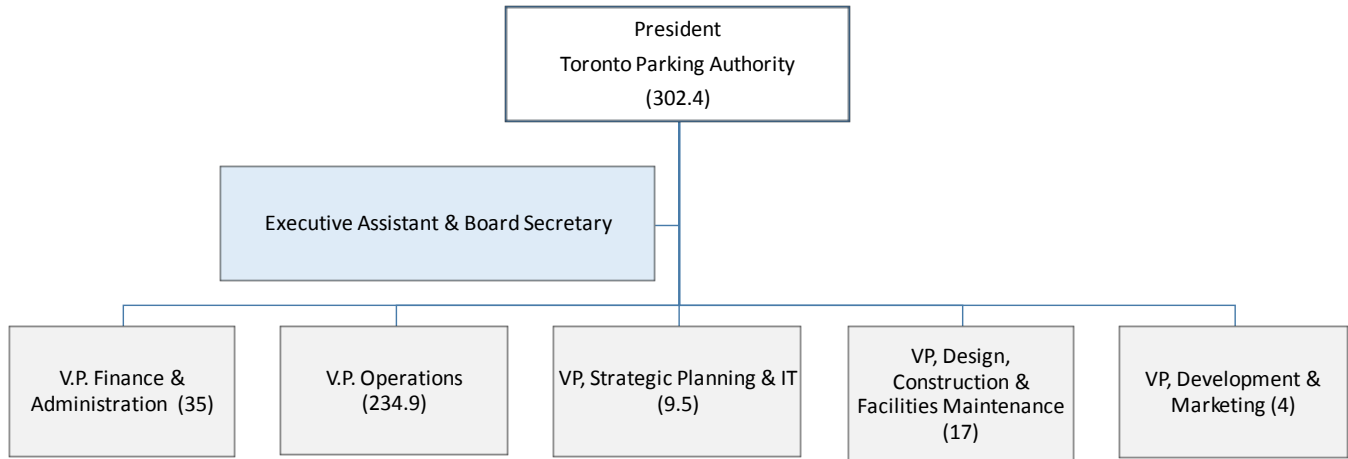 President
Toronto Parking Authority
(302.4)
Executive Assistant & Board Secretary
V.P. Finance &
Administration (35)
V.P. Operations
(234.9)
VP, Strategic Planning & IT
(9.5)
VP, Design,
Construction &
Facilities Maintenance
(17)
VP, Development &
Marketing (4)